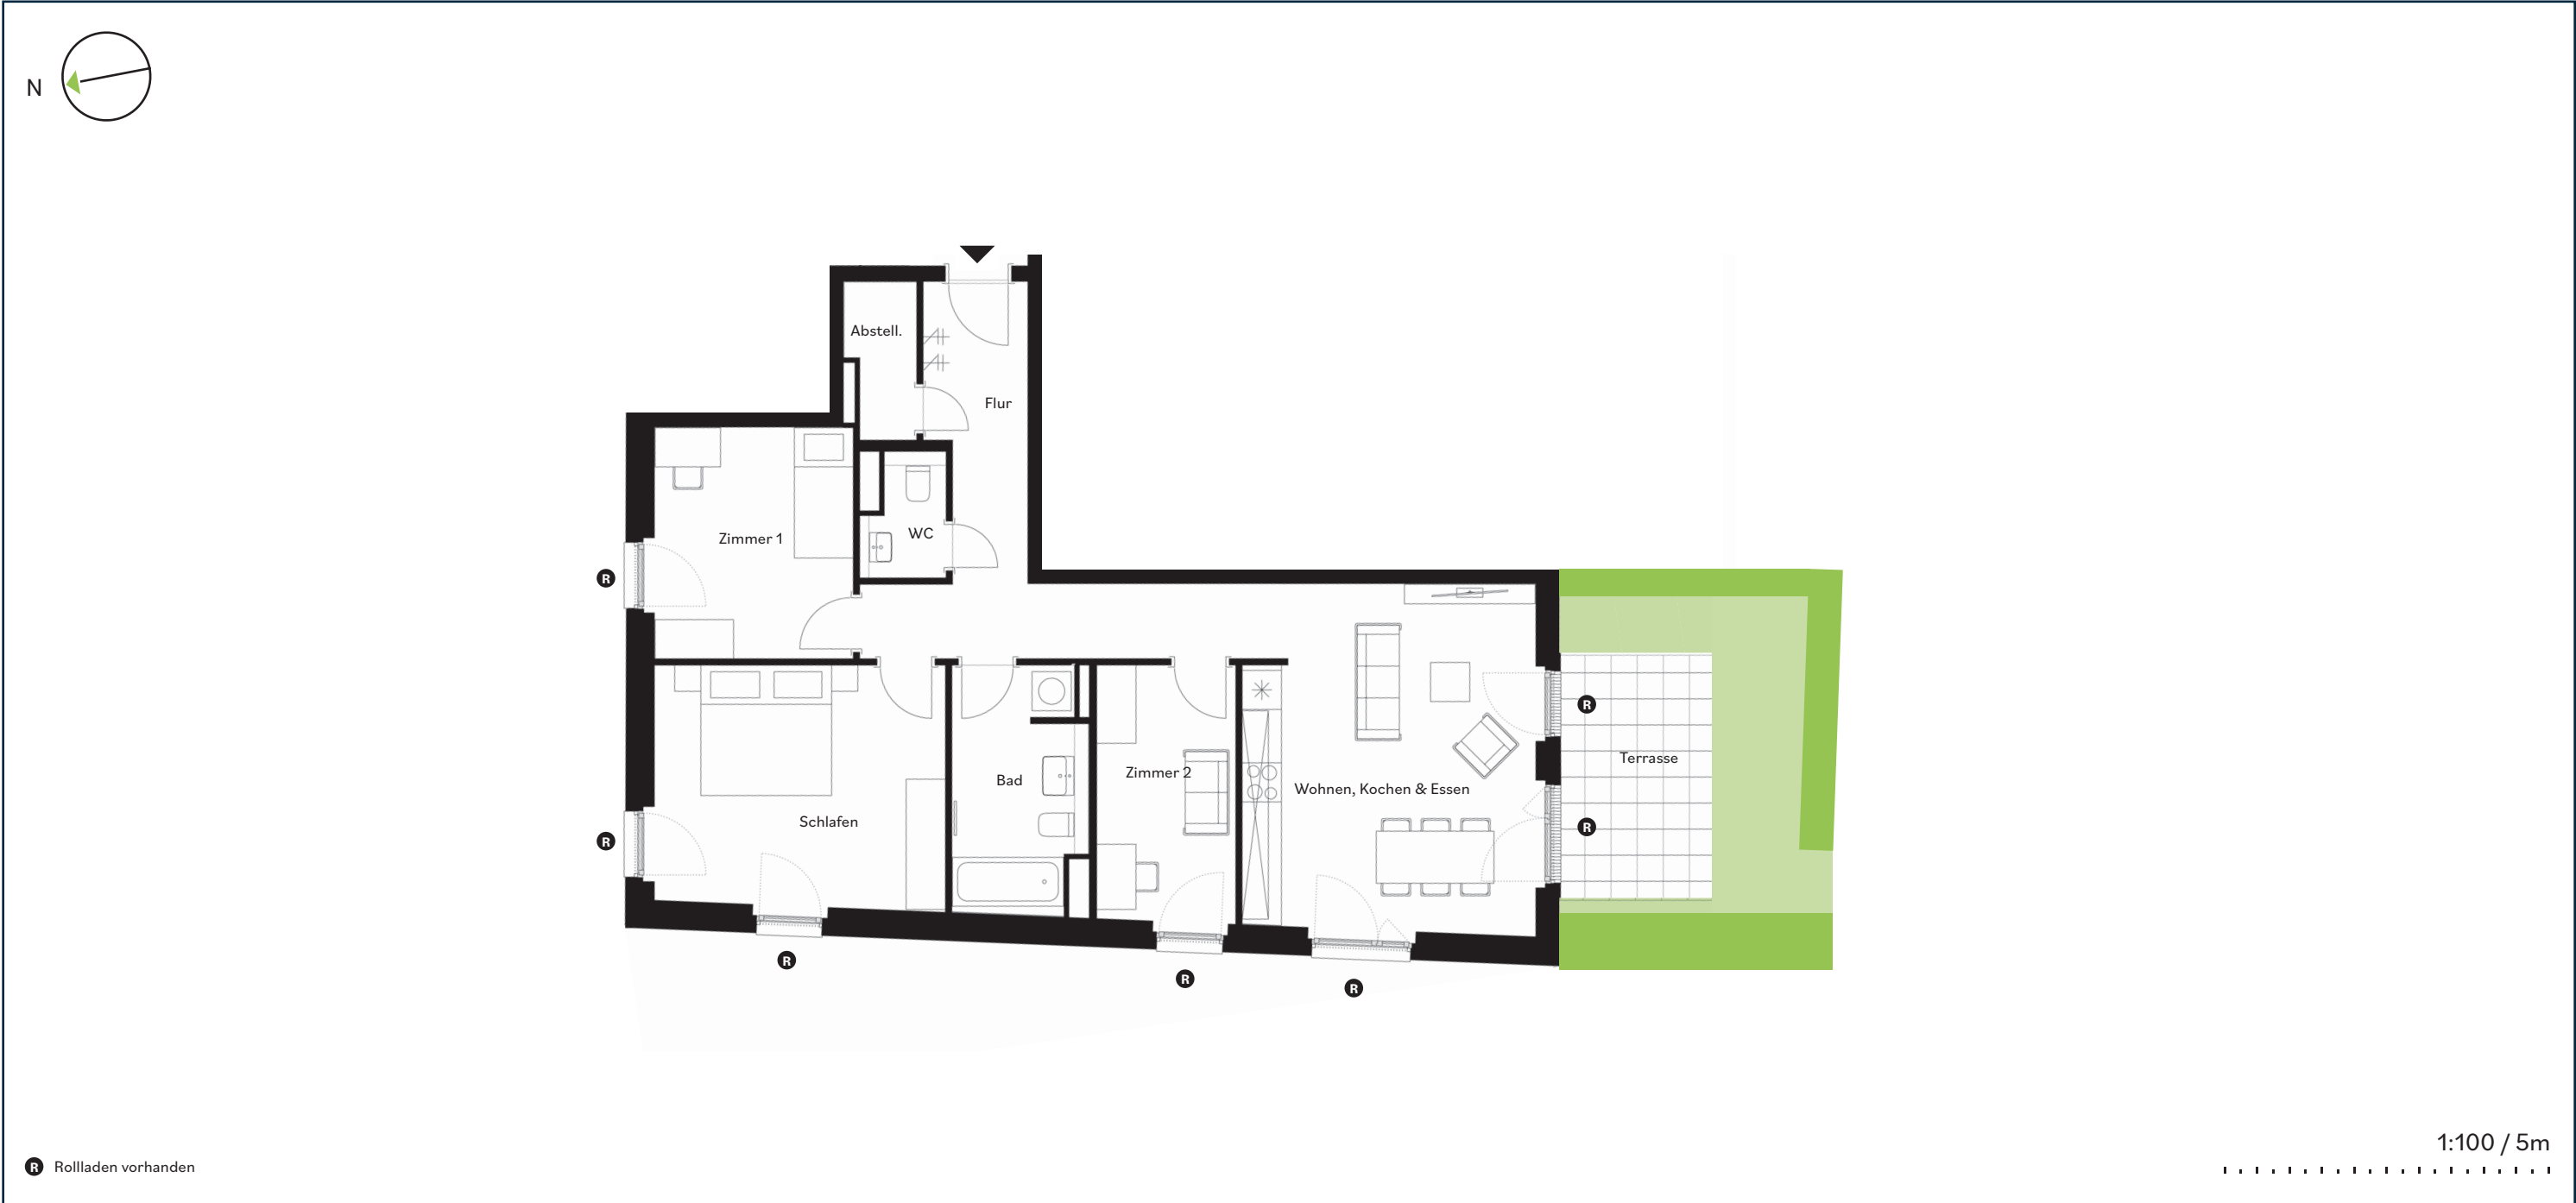 N
Abstell.
Flur
Zimmer 1
WC
R
R
Terrasse
Zimmer 2
Bad
Wohnen, Kochen & Essen
Schlafen
R
R
R
R
R
1:100 / 5m
R Rollladen vorhanden